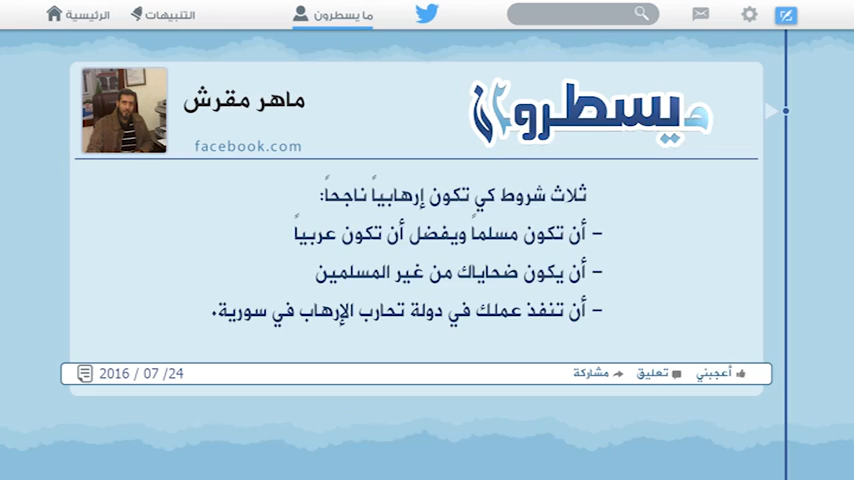 الرئيسية
التنبيهات
ما يسطرون
ما يسطرون
ماهر مقرش
facebook.com
ثلاث شروط كي تكون إرهابياً ناجحاً:
- أن تكون مسلماً ويفضل أن تكون عربياً
- أن يكون ضحاياك من غير المسلمين
- أن تنفذ عملك في دولة تحارب الإرهاب في سورية.
أعجبني تعليق مشاركة
2016 / 07 /24